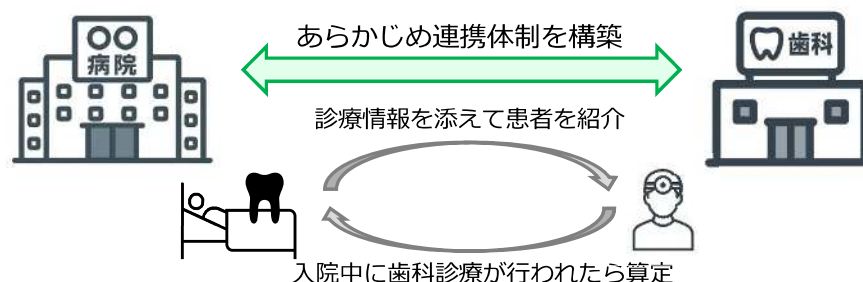 〇〇
病院
あらかじめ連携体制を構築
歯科
診療情報を添えて患者を紹介
入院中に歯科診療が行われたら算定